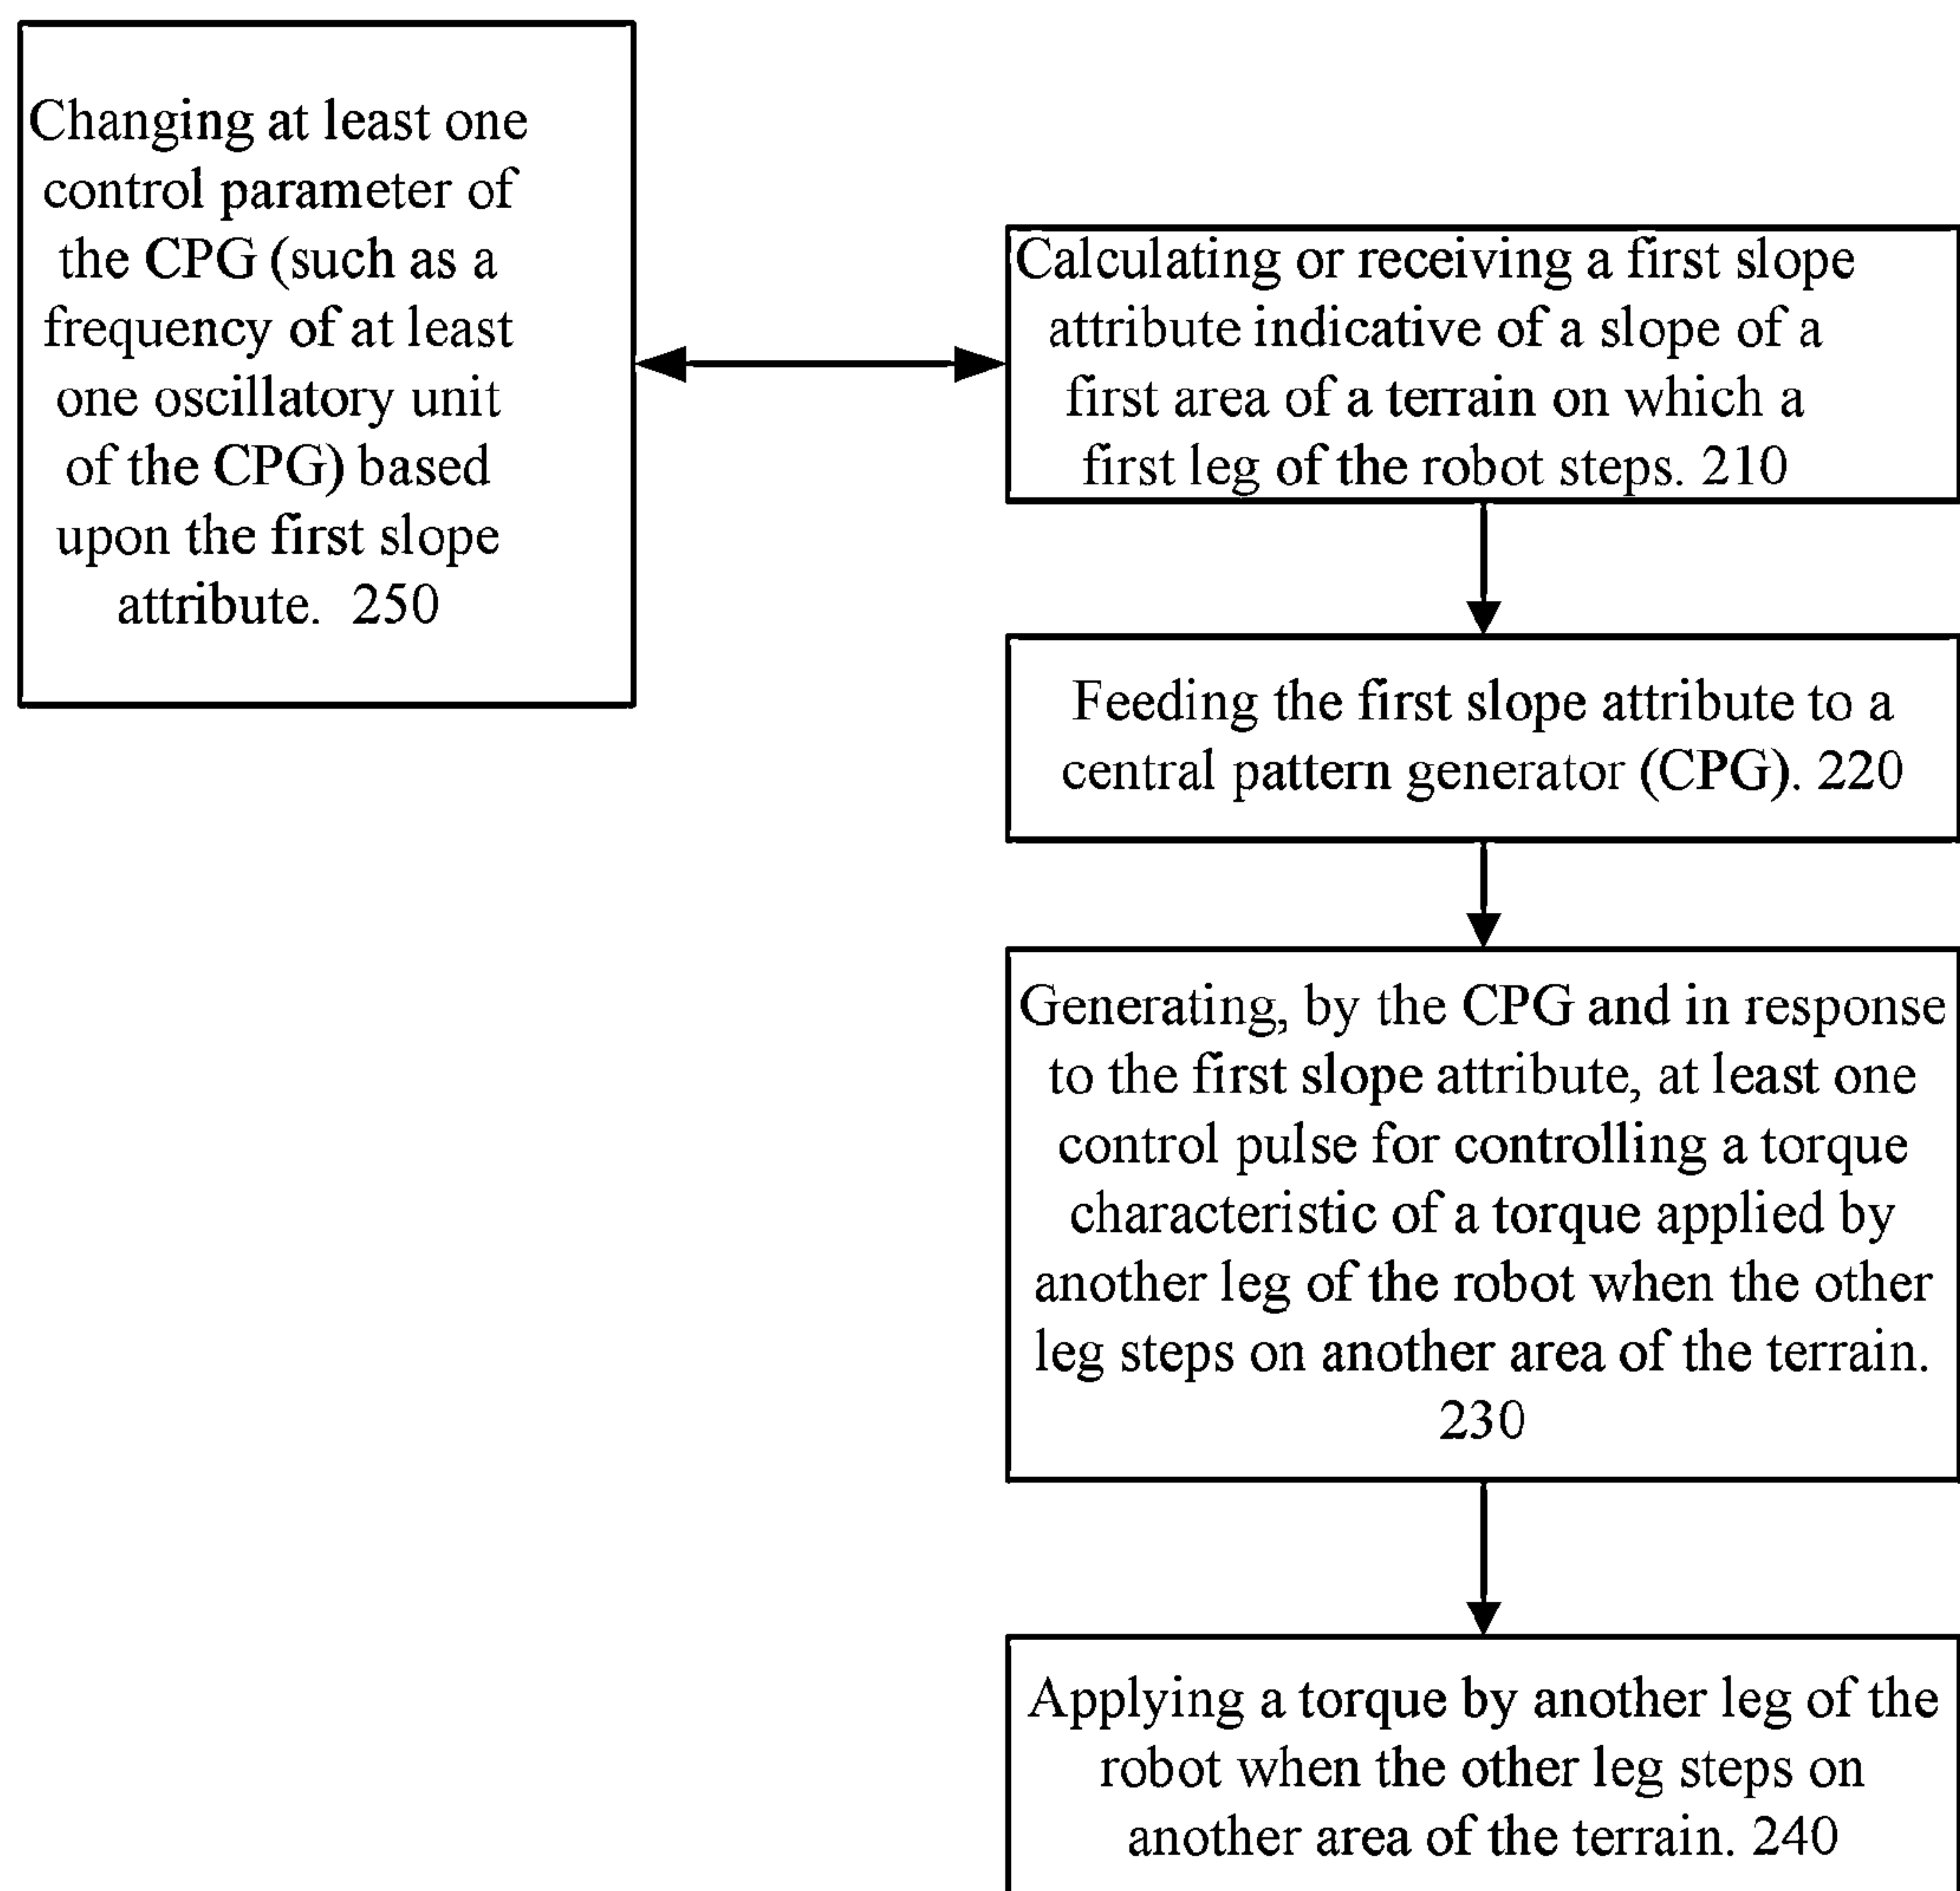 Changing at least one
control parameter of
the CPG (such as a
frequency of at least
one oscillatory unit
of the CPG) based
upon the first slope
attribute.  250
Calculating or receiving a first slope
attribute indicative of a slope of a
first area of a terrain on which a
first leg of the robot steps. 210
Feeding the first slope attribute to a
central pattern generator (CPG). 220
Generating, by the CPG and in response
to the first slope attribute, at least one
control pulse for controlling a torque
characteristic of a torque applied by
another leg of the robot when the other
leg steps on another area of the terrain.
230
Applying a torque by another leg of the
robot when the other leg steps on
another area of the terrain. 240